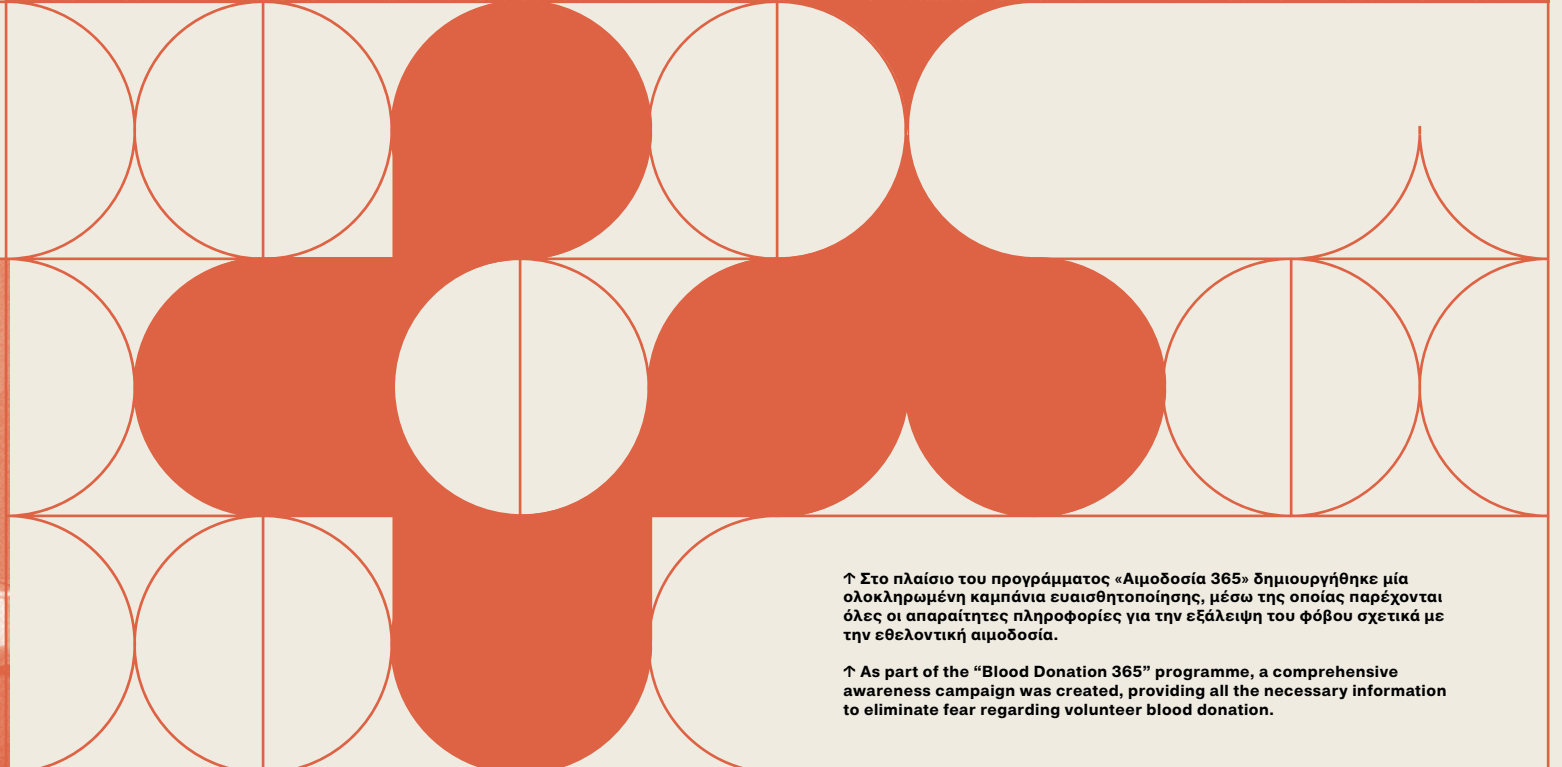 ↑ Στο πλαίσιο του προγράμματος «Αιμοδοσία 365» δημιουργήθηκε μία
ολοκληρωμένη καμπάνια ευαισθητοποίησης, μέσω της οποίας παρέχονται
όλες οι απαραίτητες πληροφορίες για την εξάλειψη του φόβου σχετικά με
την εθελοντική αιμοδοσία.
↑ As part of the “Blood Donation 365” programme, a comprehensive
awareness campaign was created, providing all the necessary information
to eliminate fear regarding volunteer blood donation.